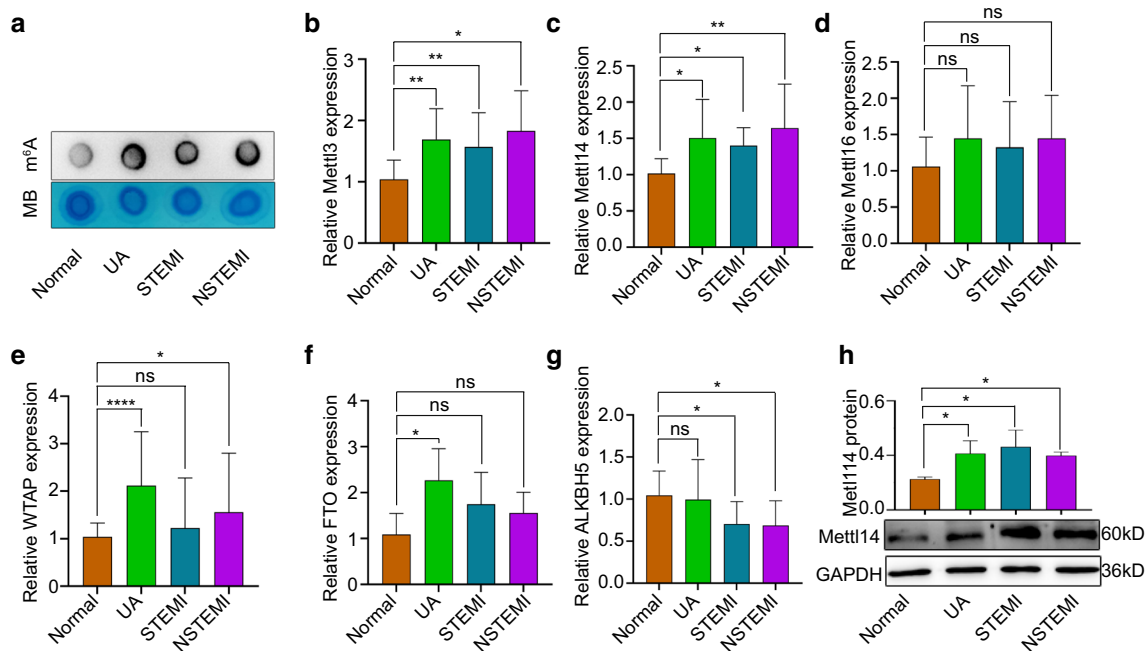 a
m⁶A
MB
Normal
UA
STEMI
NSTEMI
b
Relative Mettl3 expression
3
2
1
0
**
**
*
Normal
UA
STEMI
NSTEMI
c
Relative Mettl14 expression
2.5
2.0
1.5
1.0
0.5
0.0
*
*
**
Normal
UA
STEMI
NSTEMI
d
Relative Mettl16 expression
2.5
2.0
1.5
1.0
0.5
0.0
ns
ns
ns
Normal
UA
STEMI
NSTEMI
e
Relative WTAP expression
4
3
2
1
0
****
ns
*
Normal
UA
STEMI
NSTEMI
f
Relative FTO expression
4
3
2
1
0
*
ns
ns
Normal
UA
STEMI
NSTEMI
g
Relative ALKBH5 expression
2.0
1.5
1.0
0.5
0.0
ns
*
*
Normal
UA
STEMI
NSTEMI
h
Metl114 protein
0.6
0.4
0.0
*
*
*
Mettl14
60kD
GAPDH
36kD
Normal
UA
STEMI
NSTEMI